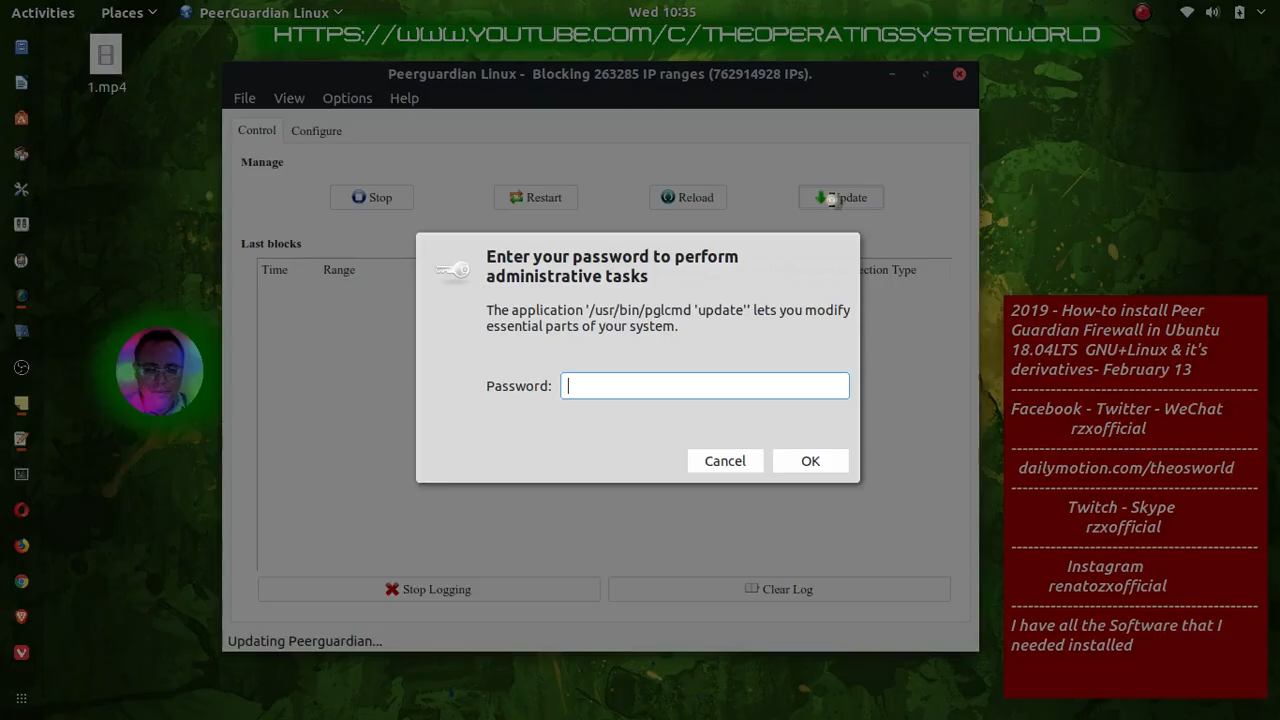 Activities Places PeerGuardian Linux Wed 10:35
HTTPS://WWW.YOUTUBE.COM/C/THEOPERATINGSYSTEMWORLD
1.mp4
Peerguardian Linux - Blocking 263285 IP ranges (762914928 IPs).
File View Options Help
Control Configure
Manage
Stop Restart Reload Update
Last blocks
Time Range ection Type
Enter your password to perform
administrative tasks
The application '/usr/bin/pglcmd 'update'' lets you modify
essential parts of your system.
Password:
Cancel OK
Stop Logging Clear Log
Updating Peerguardian...
2019 - How-to install Peer
Guardian Firewall in Ubuntu
18.04LTS GNU+Linux & it's
derivatives- February 13
Facebook - Twitter - WeChat
rzxofficial
dailymotion.com/theosworld
Twitch - Skype
rzxofficial
Instagram
renatozxofficial
I have all the Software that I
needed installed